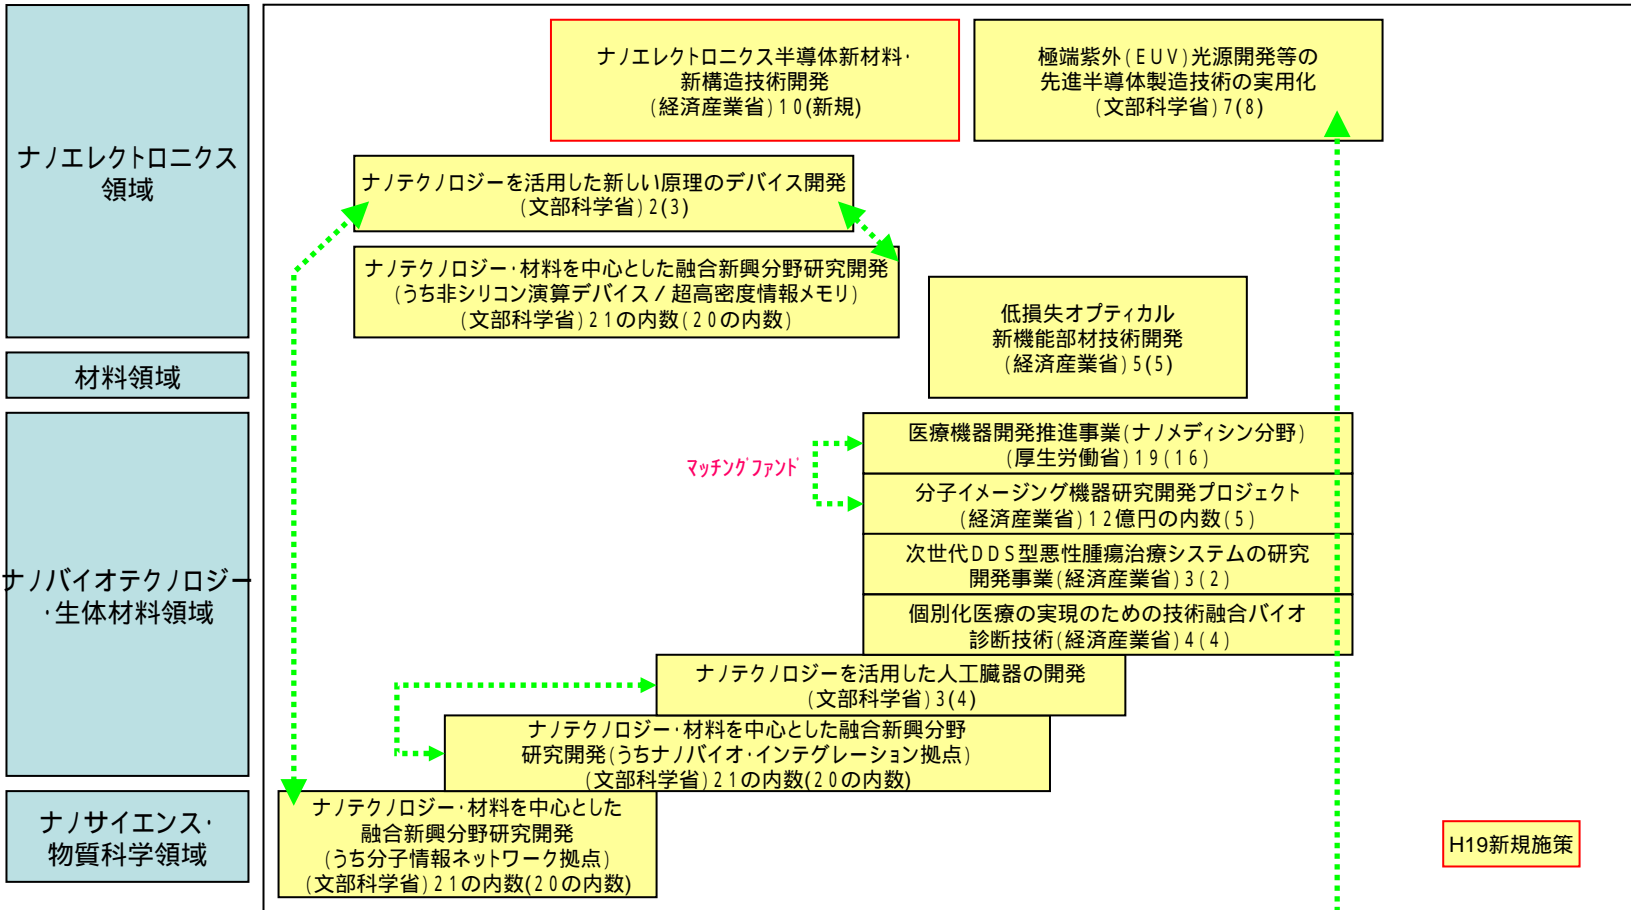 ナノエレクトロニクス
領域
ナノエレクトロニクス半導体新材料・
新構造技術開発
(経済産業省)10(新規)
極端紫外(EUV)光源開発等の
先進半導体製造技術の実用化
(文部科学省)7(8)
ナノテクノロジーを活用した新しい原理のデバイス開発
(文部科学省)2(3)
ナノテクノロジー・材料を中心とした融合新興分野研究開発
(うち非シリコン演算デバイス/超高密度情報メモリ)
(文部科学省)21の内数(20の内数)
低損失オプティカル
新機能部材技術開発
(経済産業省)5(5)
材料領域
ナノバイオテクノロジー
・生体材料領域
マッチングファンド
医療機器開発推進事業(ナノメディシン分野)
(厚生労働省)19(16)
分子イメージング機器研究開発プロジェクト
(経済産業省)12億円の内数(5)
次世代DDS型悪性腫瘍治療システムの研究
開発事業(経済産業省)3(2)
個別化医療の実現のための技術融合バイオ
診断技術(経済産業省)4(4)
ナノテクノロジーを活用した人工臓器の開発
(文部科学省)3(4)
ナノテクノロジー・材料を中心とした融合新興分野
研究開発(うちナノバイオ・インテグレーション拠点)
(文部科学省)21の内数(20の内数)
ナノサイエンス・
物質科学領域
ナノテクノロジー・材料を中心とした
融合新興分野研究開発
(うち分子情報ネットワーク拠点)
(文部科学省)21の内数(20の内数)
H19新規施策